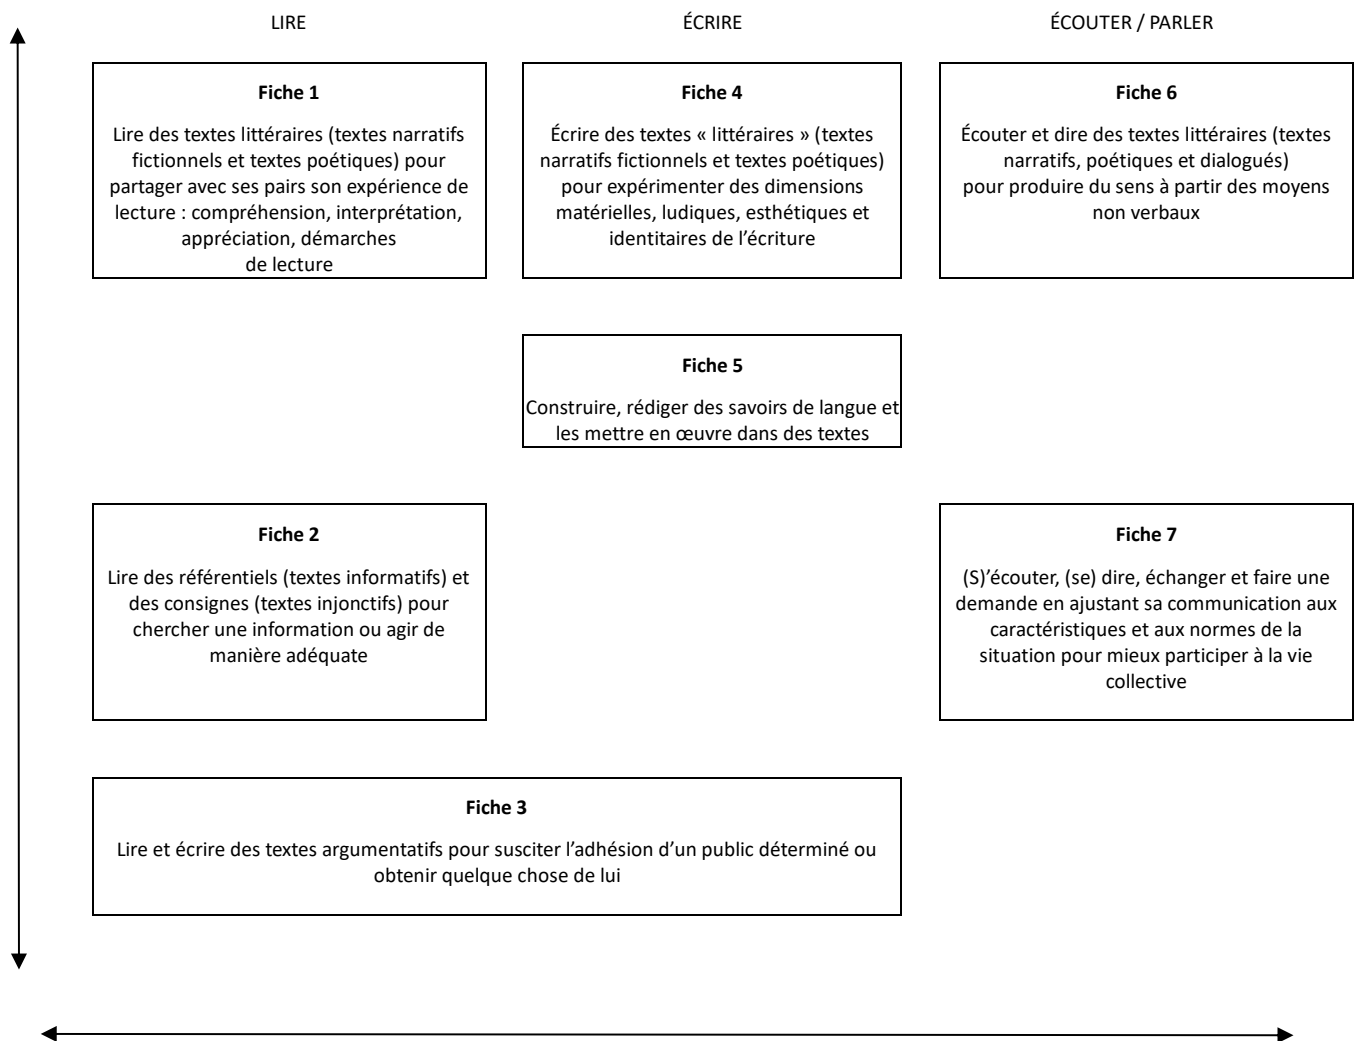 LIRE
ÉCRIRE
ÉCOUTER / PARLER
Fiche 1
Lire des textes littéraires (textes narratifs
fictionnels et textes poétiques) pour
partager avec ses pairs son expérience de
lecture : compréhension, interprétation,
appréciation, démarches
de lecture
Fiche 4
Écrire des textes « littéraires » (textes
narratifs fictionnels et textes poétiques)
pour expérimenter des dimensions
matérielles, ludiques, esthétiques et
identitaires de l’écriture
Fiche 6
Écouter et dire des textes littéraires (textes
narratifs, poétiques et dialogués)
pour produire du sens à partir des moyens
non verbaux
Fiche 5
Construire, rédiger des savoirs de langue et
les mettre en œuvre dans des textes
Fiche 2
Lire des référentiels (textes informatifs) et
des consignes (textes injonctifs) pour
chercher une information ou agir de
manière adéquate
Fiche 7
(S)’écouter, (se) dire, échanger et faire une
demande en ajustant sa communication aux
caractéristiques et aux normes de la
situation pour mieux participer à la vie
collective
Fiche 3
Lire et écrire des textes argumentatifs pour susciter l’adhésion d’un public déterminé ou
obtenir quelque chose de lui